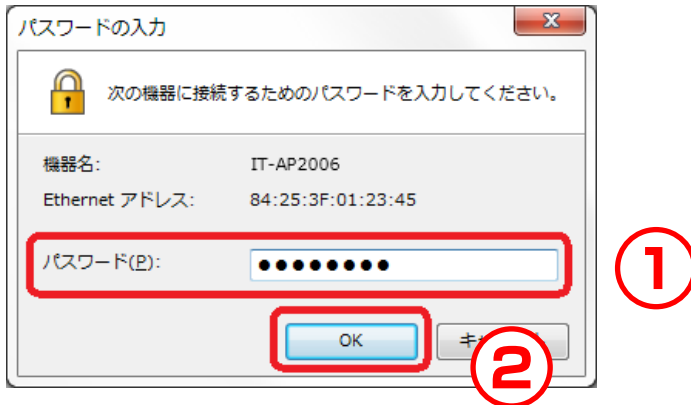 パスワードの入力
次の機器に接続するためのパスワードを入力してください。
機器名: IT-AP2006
Ethernet アドレス: 84:25:3F:01:23:45
パスワード(P): ●●●●●●●●
①
OK
②